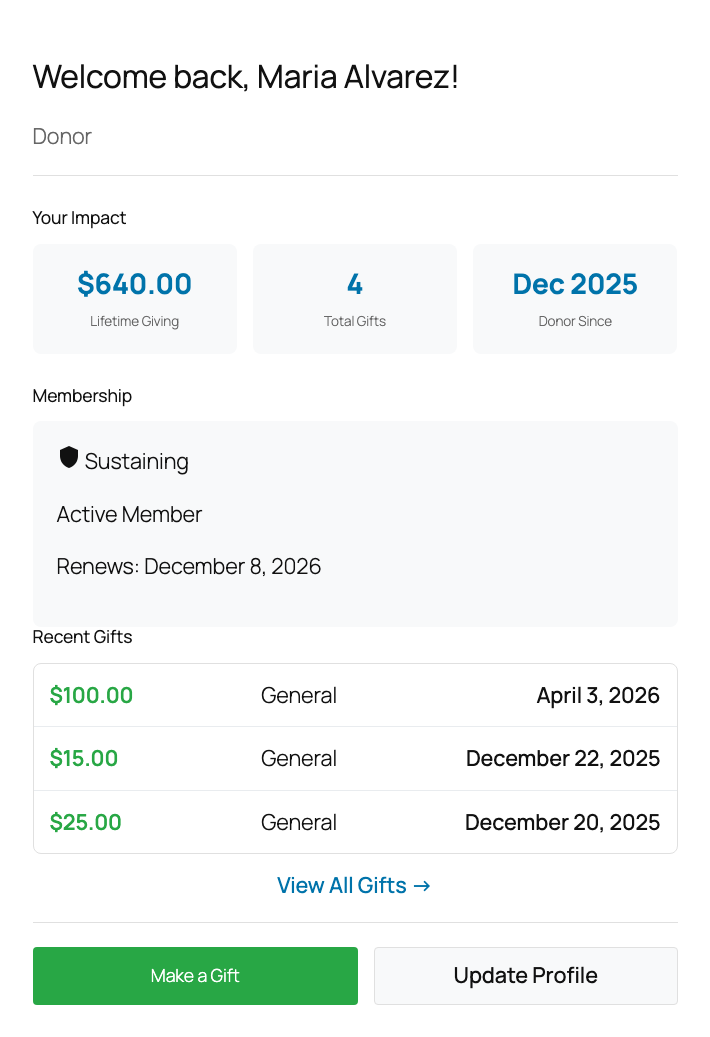 Welcome back, Maria Alvarez!
Donor
Your Impact
$640.00
Lifetime Giving
4
Total Gifts
Dec 2025
Donor Since
Membership
Sustaining
Active Member
Renews: December 8, 2026
Recent Gifts
$100.00 General April 3, 2026
$15.00 General December 22, 2025
$25.00 General December 20, 2025
View All Gifts →
Make a Gift
Update Profile